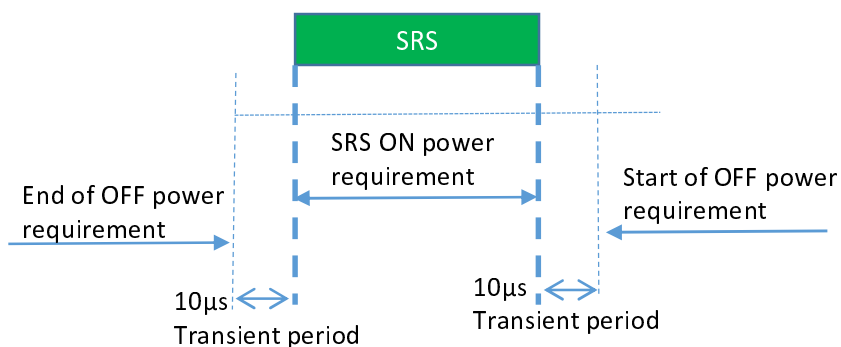 SRS
SRS ON power
requirement
End of OFF power
requirement
Start of OFF power
requirement
10µs
Transient period
10µs
Transient period